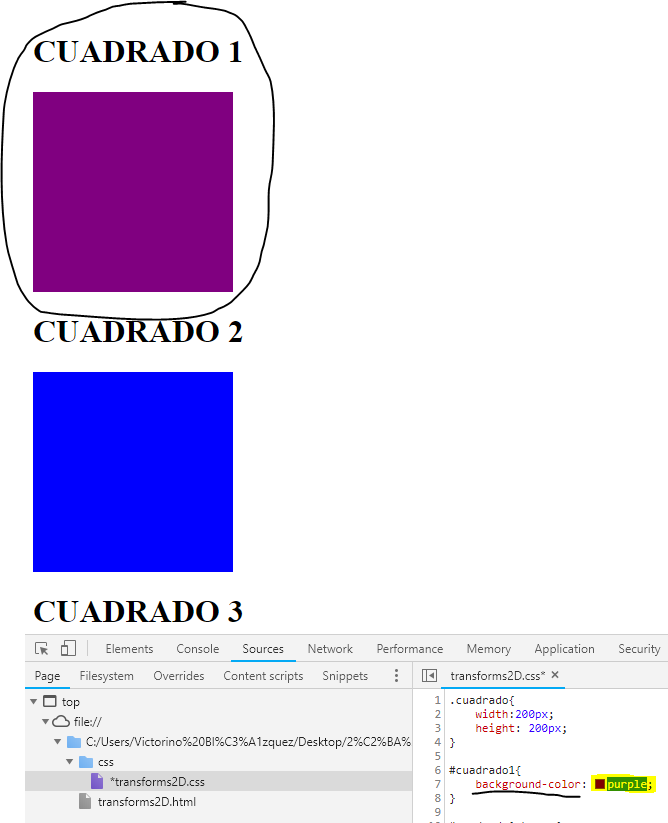 CUADRADO 1
CUADRADO 2
CUADRADO 3
Elements Console Sources Network Performance Memory Application Security
Page Filesystem Overrides Content scripts Snippets
transforms2D.css* ×
top
file://
C:/Users/Victorino%20Bl%C3%A1zquez/Desktop/2%C2%BA%
css
*transforms2D.css
transforms2D.html
1 .cuadrado{
2 width:200px;
3 height: 200px;
4 }
5
6 #cuadrado1{
7 background-color: purple;
8 }
9